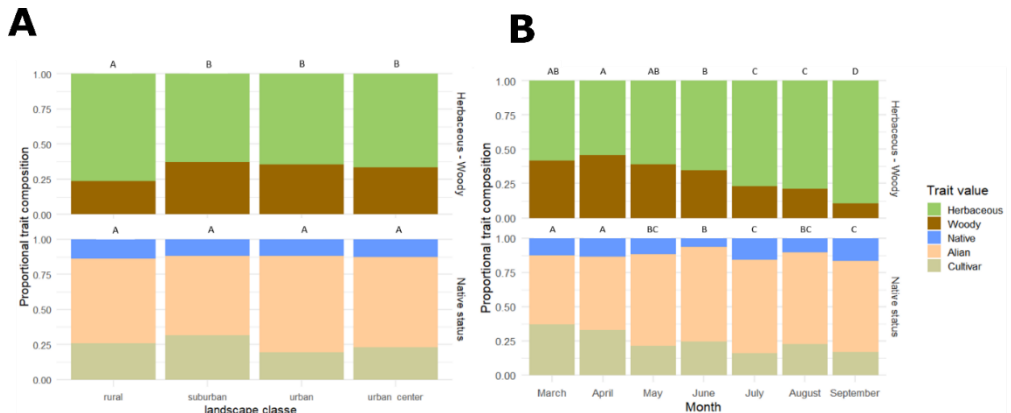 A
A B B B
1.00
0.75
0.50
0.25
0.00
Herbaceous - Woody
Proportional trait composition
A A A A
1.00
0.75
0.50
0.25
0.00
Native status
rural suburban urban urban center
landscape classe
B
AB A AB B C C D
1.00
0.75
0.50
0.25
0.00
Herbaceous - Woody
Proportional trait composition
A A BC B C BC C
1.00
0.75
0.50
0.25
0.00
Native status
March April May June July August September
Month
Trait value
Herbaceous
Woody
Native
Alian
Cultivar